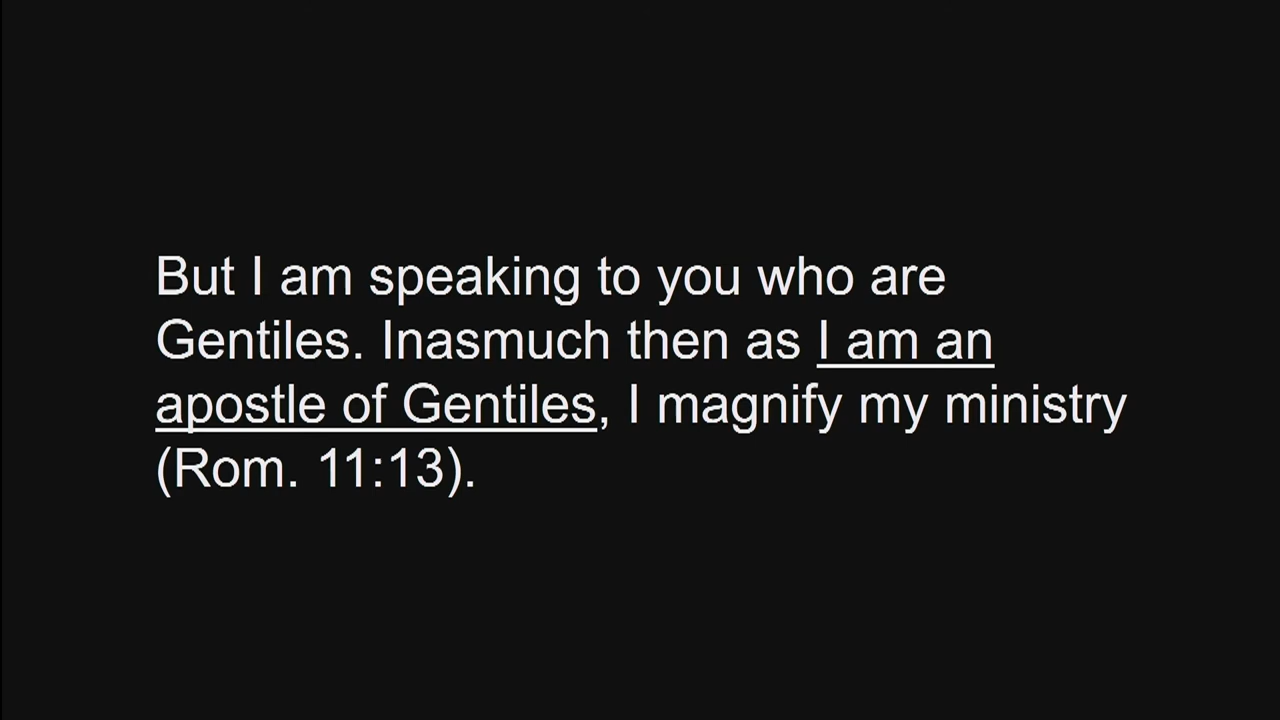 But I am speaking to you who are
Gentiles. Inasmuch then as I am an
apostle of Gentiles, I magnify my ministry
(Rom. 11:13).